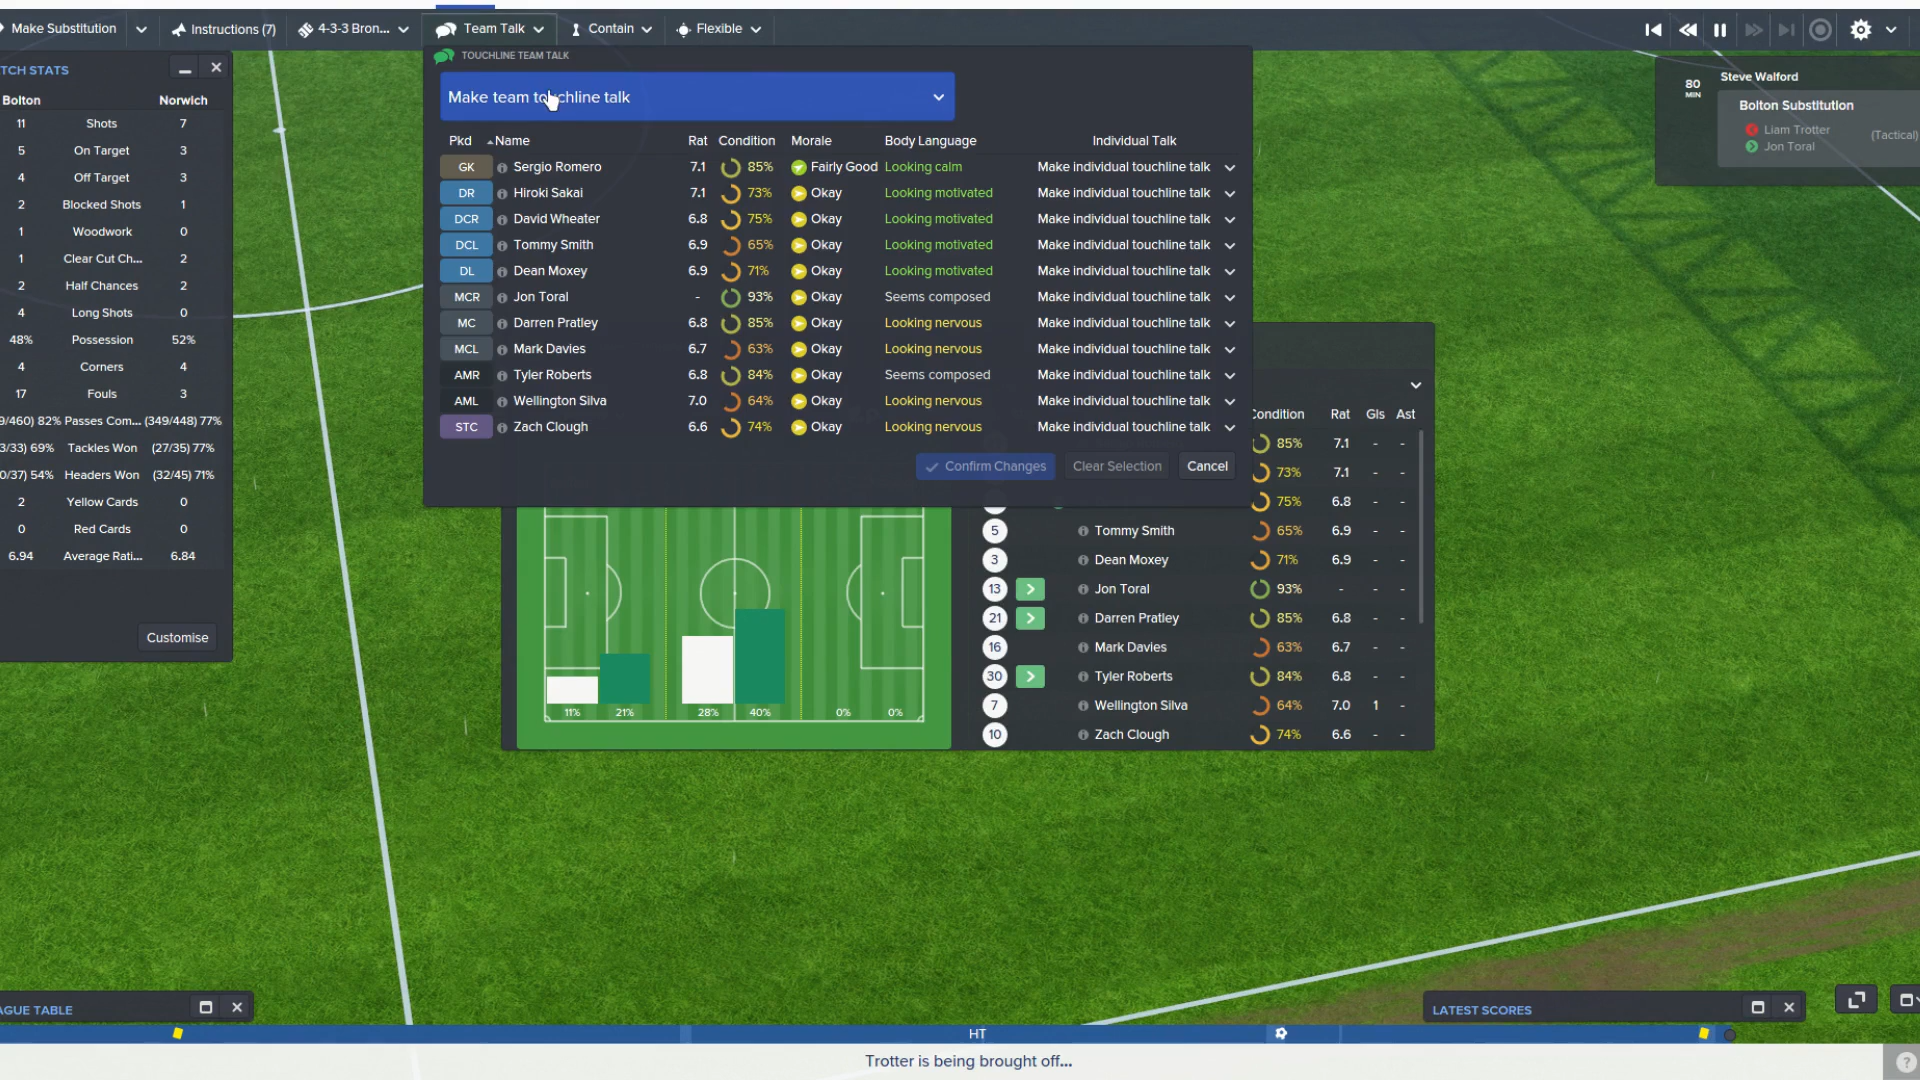 Make Substitution
Instructions (7)
4-3-3 Bron...
Team Talk
Contain
Flexible
TCH STATS
Bolton Norwich
11 Shots 7
5 On Target 3
4 Off Target 3
2 Blocked Shots 1
1 Woodwork 0
1 Clear Cut Ch... 2
2 Half Chances 2
4 Long Shots 0
48% Possession 52%
4 Corners 4
17 Fouls 3
/460) 82% Passes Com... (349/448) 77%
/33) 69% Tackles Won (27/35) 77%
/37) 54% Headers Won (32/45) 71%
2 Yellow Cards 0
0 Red Cards 0
6.94 Average Rati... 6.84
Customise
TOUCHLINE TEAM TALK
Make team touchline talk
Pkd Name Rat Condition Morale Body Language Individual Talk
GK Sergio Romero 7.1 85% Fairly Good Looking calm Make individual touchline talk
DR Hiroki Sakai 7.1 73% Okay Looking motivated Make individual touchline talk
DCR David Wheater 6.8 75% Okay Looking motivated Make individual touchline talk
DCL Tommy Smith 6.9 65% Okay Looking motivated Make individual touchline talk
DL Dean Moxey 6.9 71% Okay Looking motivated Make individual touchline talk
MCR Jon Toral - 93% Okay Seems composed Make individual touchline talk
MC Darren Pratley 6.8 85% Okay Looking nervous Make individual touchline talk
MCL Mark Davies 6.7 63% Okay Looking nervous Make individual touchline talk
AMR Tyler Roberts 6.8 84% Okay Seems composed Make individual touchline talk
AML Wellington Silva 7.0 64% Okay Looking nervous Make individual touchline talk
STC Zach Clough 6.6 74% Okay Looking nervous Make individual touchline talk
Confirm Changes Clear Selection Cancel
80
MIN
Steve Walford
Bolton Substitution
Liam Trotter
Jon Toral
(Tactical)
Condition Rat Gls Ast
85% 7.1 - -
73% 7.1 - -
75% 6.8 - -
5 Tommy Smith 65% 6.9 - -
3 Dean Moxey 71% 6.9 - -
13 Jon Toral 93% - - -
21 Darren Pratley 85% 6.8 - -
16 Mark Davies 63% 6.7 - -
30 Tyler Roberts 84% 6.8 - -
7 Wellington Silva 64% 7.0 1 -
10 Zach Clough 74% 6.6 - -
11% 21% 28% 40% 0% 0%
AGUE TABLE
LATEST SCORES
HT
Trotter is being brought off...